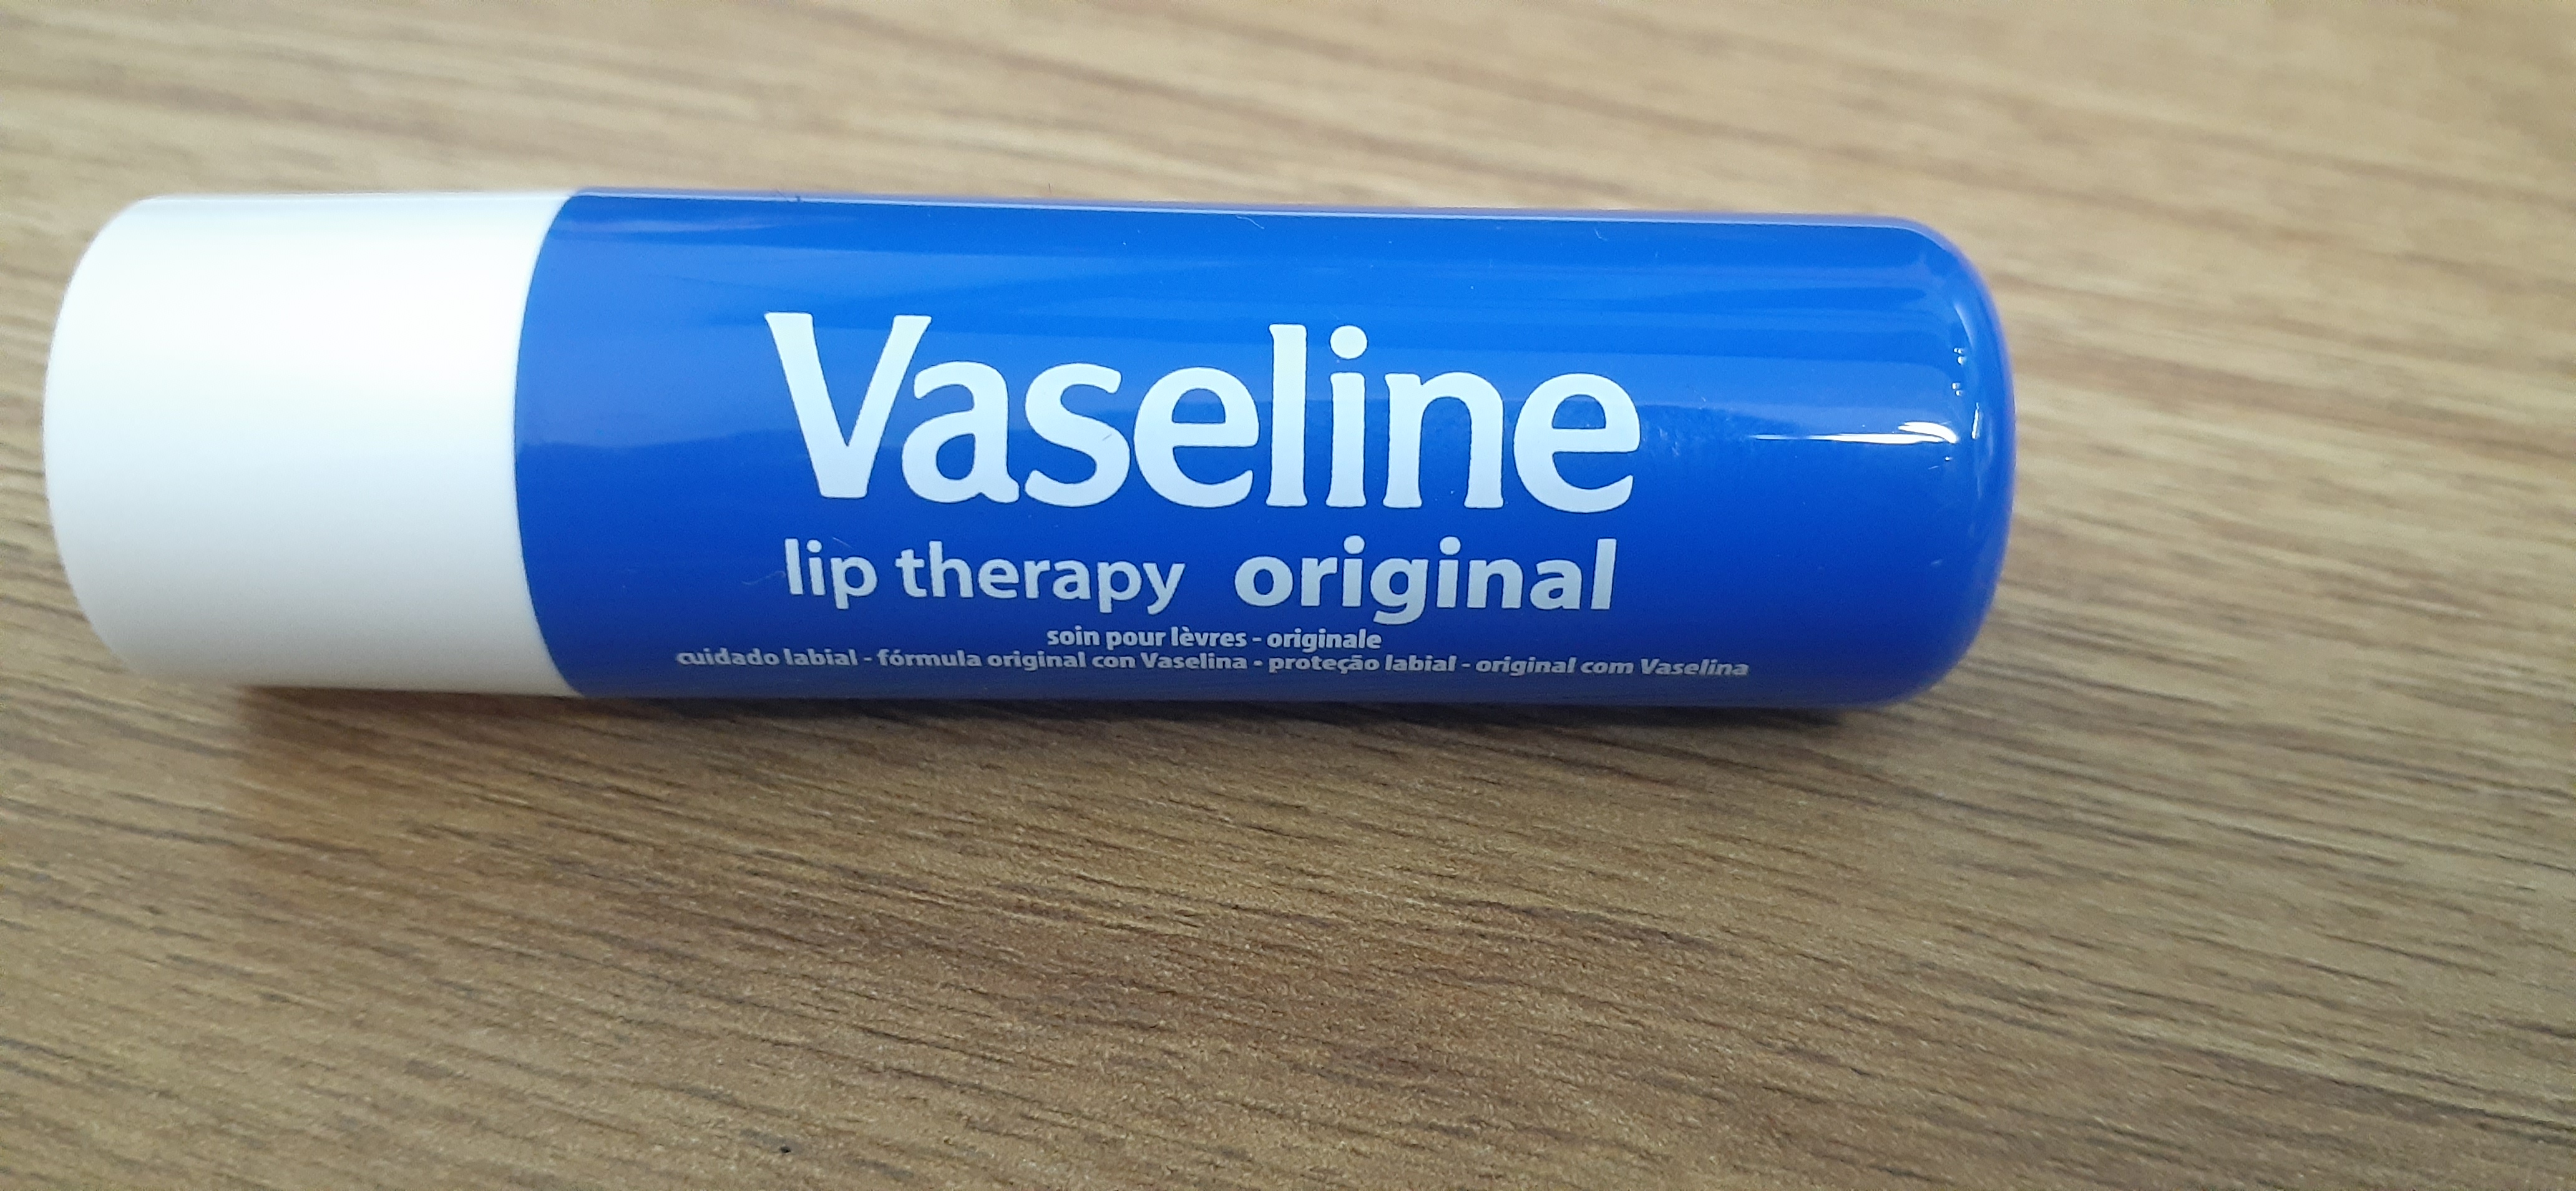 Vaseline
lip therapy original
soin pour lèvres - originale
cuidado labial - fórmula original con Vaselina • proteção labial - original com Vaselina